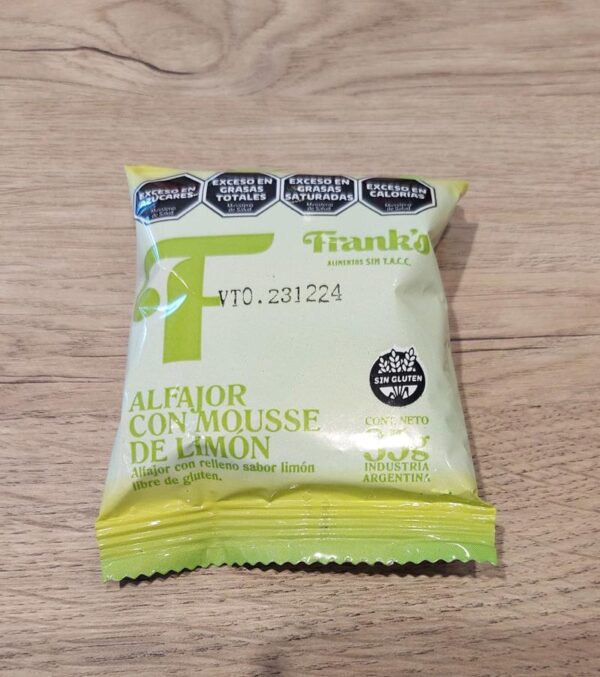 EXCESO EN
AZÚCARES
Ministerio
de Salud
EXCESO EN
GRASAS
TOTALES
Ministerio
de Salud
EXCESO EN
GRASAS
SATURADAS
Ministerio
de Salud
EXCESO EN
CALORÍAS
Ministerio
de Salud
F
Frank's
ALIMENTOS SIN T.A.C.C.
VTO.231224
SIN GLUTEN
ALFAJOR
CON MOUSSE
DE LIMÓN
Alfajor con relleno sabor limón
libre de gluten.
CONT. NETO
INDUSTRIA
ARGENTINA